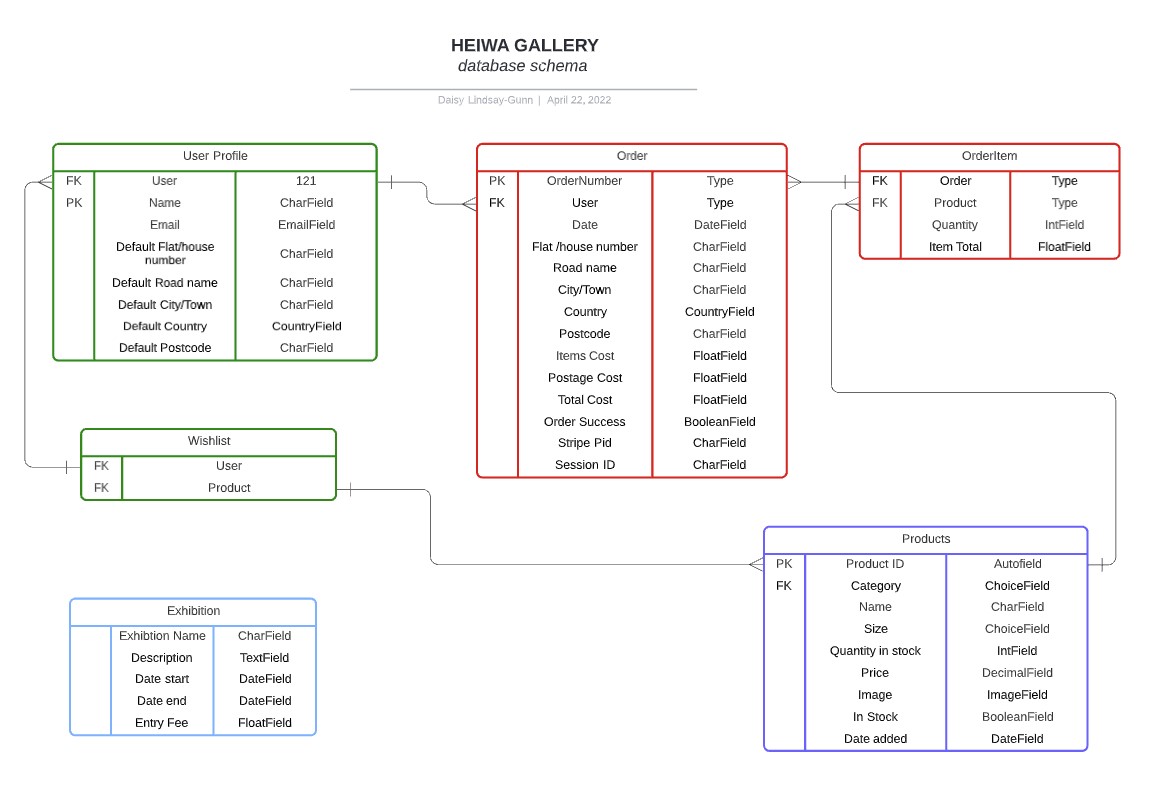 HEIWA GALLERY
database schema
Daisy Lindsay-Gunn | April 22, 2022
User Profile
FK User 121
PK Name CharField
Email EmailField
Default Flat/house
number CharField
Default Road name CharField
Default City/Town CharField
Default Country CountryField
Default Postcode CharField
Order
PK OrderNumber Type
FK User Type
Date DateField
Flat /house number CharField
Road name CharField
City/Town CharField
Country CountryField
Postcode CharField
Items Cost FloatField
Postage Cost FloatField
Total Cost FloatField
Order Success BooleanField
Stripe Pid CharField
Session ID CharField
OrderItem
FK Order Type
FK Product Type
Quantity IntField
Item Total FloatField
Wishlist
FK User
FK Product
Products
PK Product ID Autofield
FK Category ChoiceField
Name CharField
Size ChoiceField
Quantity in stock IntField
Price DecimalField
Image ImageField
In Stock BooleanField
Date added DateField
Exhibition
Exhibtion Name CharField
Description TextField
Date start DateField
Date end DateField
Entry Fee FloatField